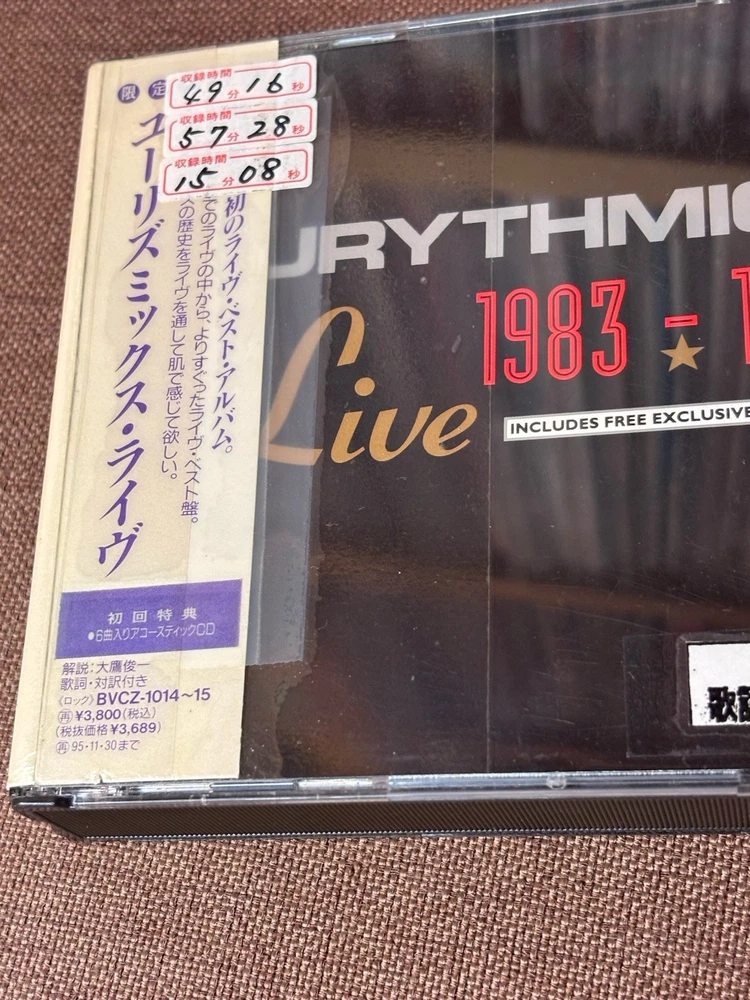 限定
収録時間
49分16秒
収録時間
57分28秒
収録時間
15分08秒
ユーリズミックス・ライヴ
初のライヴ・ベスト・アルバム。
てのライヴの中から、よりすぐったライヴ・ベスト盤。
の歴史をライヴを通して肌で感じて欲しい。
初回特典
●6曲入りアコースティックCD
解説:大鷹俊一
歌詞・対訳付き
《ロック》BVCZ-1014~15
再¥3,800(税込)
(税抜価格¥3,689)
再95・11・30まで
URYTHMIC
Live
1983 - 1
INCLUDES FREE EXCLUSIVE
歌詞